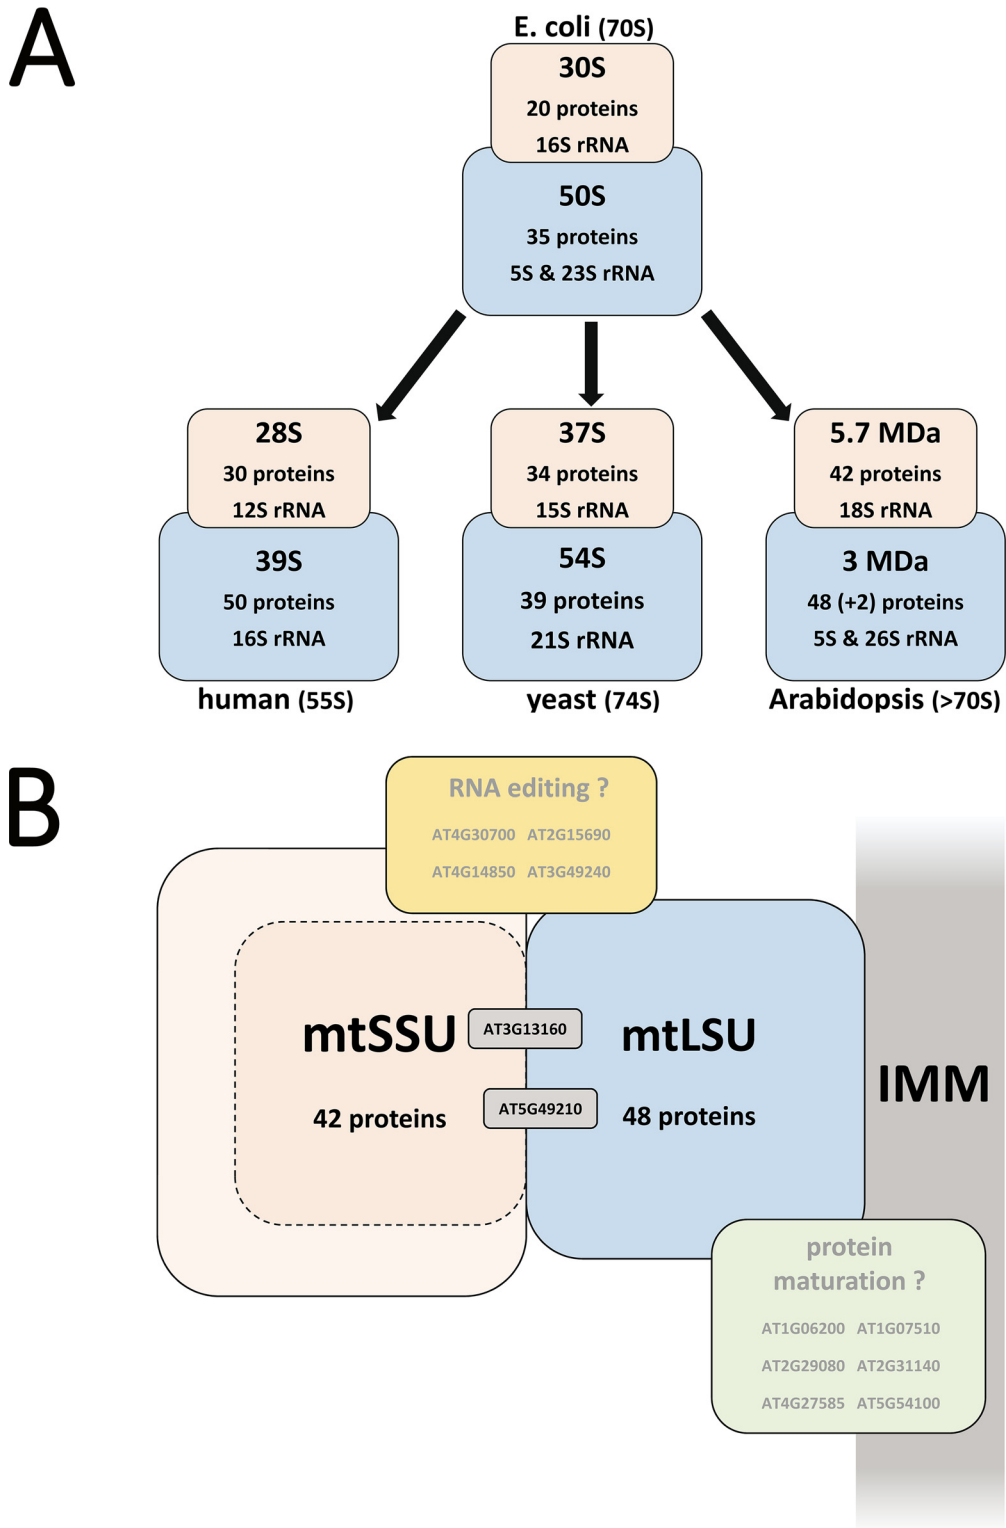 A
E. coli (70S)
30S
20 proteins
16S rRNA
50S
35 proteins
5S & 23S rRNA
28S
30 proteins
12S rRNA
39S
50 proteins
16S rRNA
human (55S)
37S
34 proteins
15S rRNA
54S
39 proteins
21S rRNA
yeast (74S)
5.7 MDa
42 proteins
18S rRNA
3 MDa
48 (+2) proteins
5S & 26S rRNA
Arabidopsis (>70S)
B
RNA editing ?
AT4G30700 AT2G15690
AT4G14850 AT3G49240
mtSSU
42 proteins
AT3G13160
AT5G49210
mtLSU
48 proteins
IMM
protein
maturation ?
AT1G06200 AT1G07510
AT2G29080 AT2G31140
AT4G27585 AT5G54100